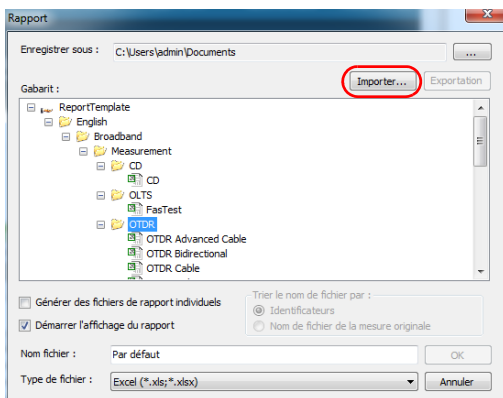 Rapport
Enregistrer sous : C:\Users\admin\Documents ...
Importer... Exportation
Gabarit :
ReportTemplate
English
Broadband
Measurement
CD
CD
OLTS
FasTest
OTDR
OTDR Advanced Cable
OTDR Bidirectional
OTDR Cable
Générer des fichiers de rapport individuels
Démarrer l'affichage du rapport
Trier le nom de fichier par :
Identificateurs
Nom de fichier de la mesure originale
Nom fichier : Par défaut OK
Type de fichier : Excel (*.xls;*.xlsx) Annuler